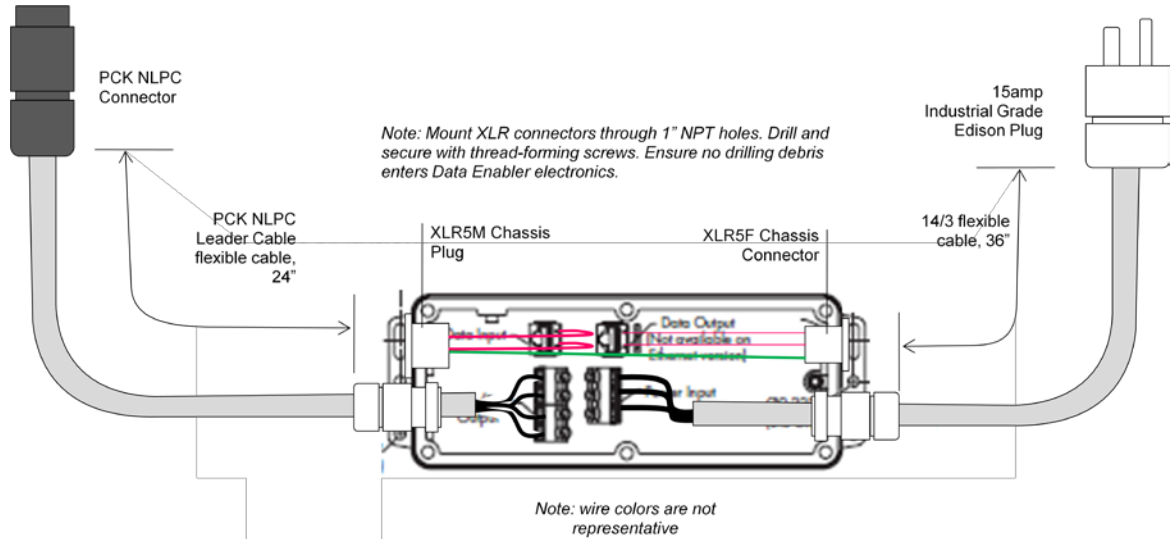 PCK NLPC
Connector
15amp
Industrial Grade
Edison Plug
Note: Mount XLR connectors through 1” NPT holes. Drill and
secure with thread-forming screws. Ensure no drilling debris
enters Data Enabler electronics.
PCK NLPC
Leader Cable
flexible cable,
24”
XLR5M Chassis
Plug
XLR5F Chassis
Connector
14/3 flexible
cable, 36”
Data Input
Data Output
[Not available on
Ethernet version]
Output
Input
Note: wire colors are not
representative